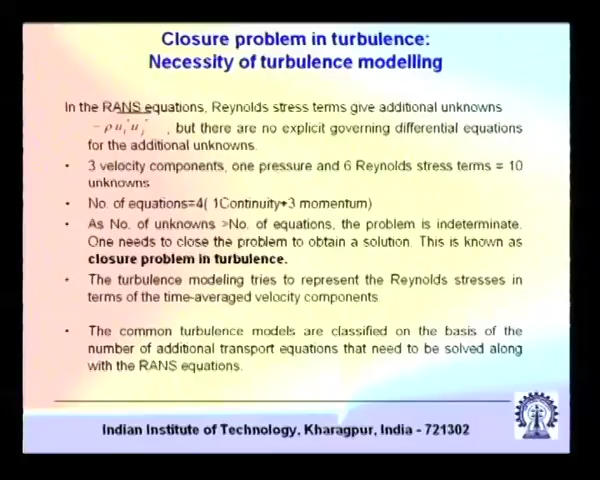 Closure problem in turbulence:
Necessity of turbulence modelling
In the RANS equations, Reynolds stress terms give additional unknowns
, but there are no explicit governing differential equations
for the additional unknowns.
• 3 velocity components, one pressure and 6 Reynolds stress terms = 10
unknowns
• No. of equations=4( 1Continuity+3 momentum)
• As No. of unknowns >No. of equations, the problem is indeterminate.
One needs to close the problem to obtain a solution. This is known as
closure problem in turbulence.
• The turbulence modeling tries to represent the Reynolds stresses in
terms of the time-averaged velocity components
• The common turbulence models are classified on the basis of the
number of additional transport equations that need to be solved along
with the RANS equations.
Indian Institute of Technology, Kharagpur, India - 721302